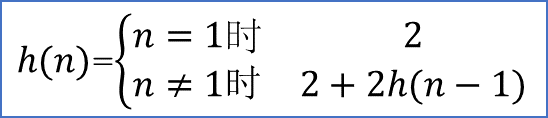 h(n)={n = 1时 2
n ≠ 1时 2 + 2h(n − 1)